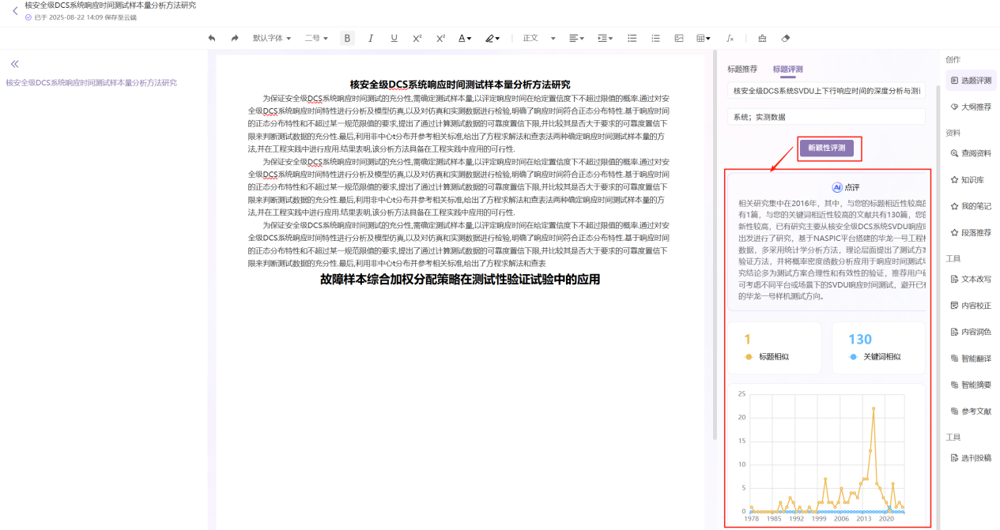 核安全级DCS系统响应时间测试样本量分析方法研究
已于 2025-08-22 14:09 保存至云端
默认字体 二号 B I U X² X² A 正文
核安全级DCS系统响应时间测试样本量分析方法研究
核安全级DCS系统响应时间测试样本量分析方法研究
为保证安全级DCS系统响应时间测试的充分性,需确定测试样本量,以评定响应时间在给定置信度下不超过限值的概率.通过对安
全级DCS系统响应时间特性进行分析及模型仿真,以及对仿真和实测数据进行检验,明确了响应时间符合正态分布特性.基于响应时间
的正态分布特性和不超过某一规范限值的要求,提出了通过计算测试数据的可靠度置信下限,并比较其是否大于要求的可靠度置信下
限来判断测试数据的充分性.最后,利用非中心t分布并参考相关标准,给出了方程求解法和查表法两种确定响应时间测试样本量的方
法,并在工程实践中进行应用.结果表明,该分析方法具备在工程实践中应用的可行性.
为保证安全级DCS系统响应时间测试的充分性,需确定测试样本量,以评定响应时间在给定置信度下不超过限值的概率.通过对安
全级DCS系统响应时间特性进行分析及模型仿真,以及对仿真和实测数据进行检验,明确了响应时间符合正态分布特性.基于响应时间
的正态分布特性和不超过某一规范限值的要求,提出了通过计算测试数据的可靠度置信下限,并比较其是否大于要求的可靠度置信下
限来判断测试数据的充分性.最后,利用非中心t分布并参考相关标准,给出了方程求解法和查表法两种确定响应时间测试样本量的方
法,并在工程实践中进行应用.结果表明,该分析方法具备在工程实践中应用的可行性.
为保证安全级DCS系统响应时间测试的充分性,需确定测试样本量,以评定响应时间在给定置信度下不超过限值的概率.通过对安
全级DCS系统响应时间特性进行分析及模型仿真,以及对仿真和实测数据进行检验,明确了响应时间符合正态分布特性.基于响应时间
的正态分布特性和不超过某一规范限值的要求,提出了通过计算测试数据的可靠度置信下限,并比较其是否大于要求的可靠度置信下
限来判断测试数据的充分性.最后,利用非中心t分布并参考相关标准,给出了方程求解法和查表
故障样本综合加权分配策略在测试性验证试验中的应用
标题推荐 标题评测
核安全级DCS系统SVDU上下行响应时间的深度分析与测
系统；实测数据
新颖性评测
Ai 点评
相关研究集中在2016年，其中，与您的标题相近性较高的
有1篇，与您的关键词相近性较高的文献共有130篇，您
新性较高，已有研究主要从核安全级DCS系统SVDU响应
出发进行了研究，基于NASPIC平台搭建的华龙一号工程
数据，多采用统计学分析方法，理论层面提出了测试方
验证方法，并将概率密度函数分析应用于响应时间测试
究结论多为测试方案合理性和有效性的验证，推荐用户
可考虑不同平台或场景下的SVDU响应时间测试，避开已
的华龙一号样机测试方向。
1
标题相似
130
关键词相似
25
20
15
10
5
0
1978 1985 1992 1999 2006 2013 2020
创作
选题评测
大纲推荐
资料
查阅资料
知识库
我的笔记
段落推荐
工具
文本改写
内容校正
内容润色
智能翻译
智能摘要
参考文献
工具
选刊投稿